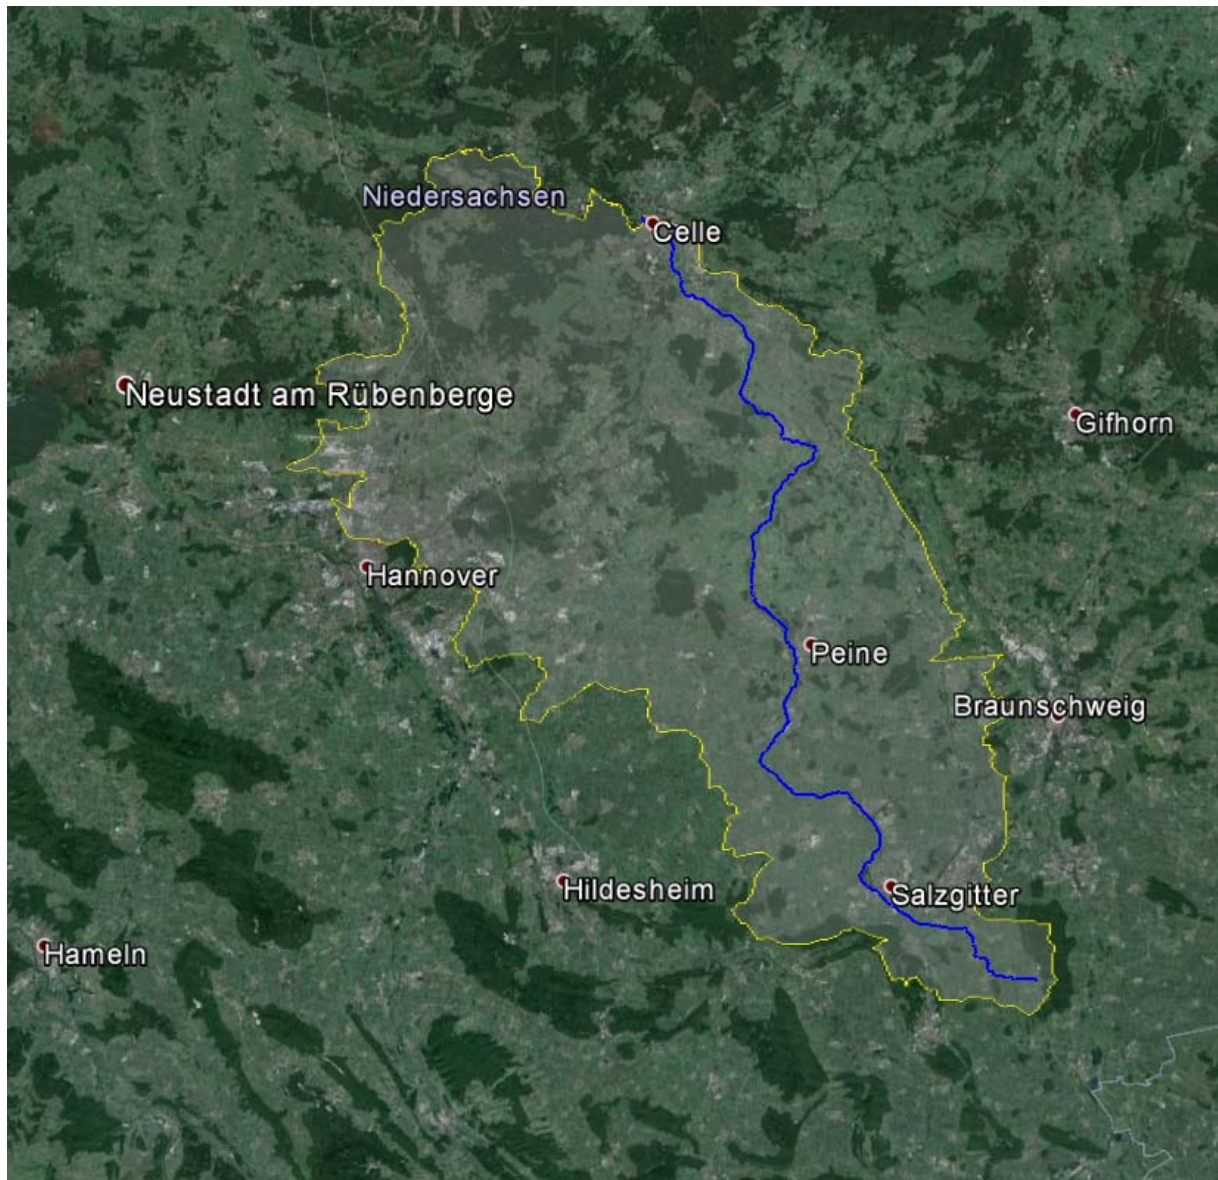 Niedersachsen
Celle
Neustadt am Rübenberge
Gifhorn
Hannover
Peine
Braunschweig
Hildesheim
Salzgitter
Hameln